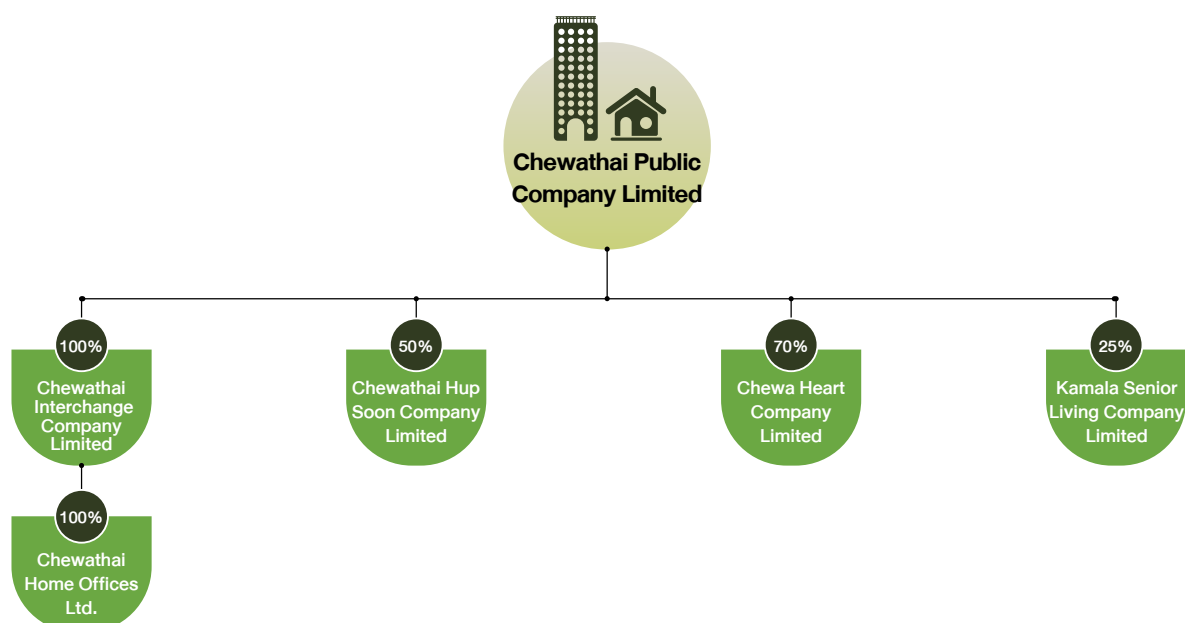 Chewathai Public
Company Limited
100%
Chewathai
Interchange
Company
Limited
50%
Chewathai Hup
Soon Company
Limited
70%
Chewa Heart
Company
Limited
25%
Kamala Senior
Living Company
Limited
100%
Chewathai
Home Offices
Ltd.